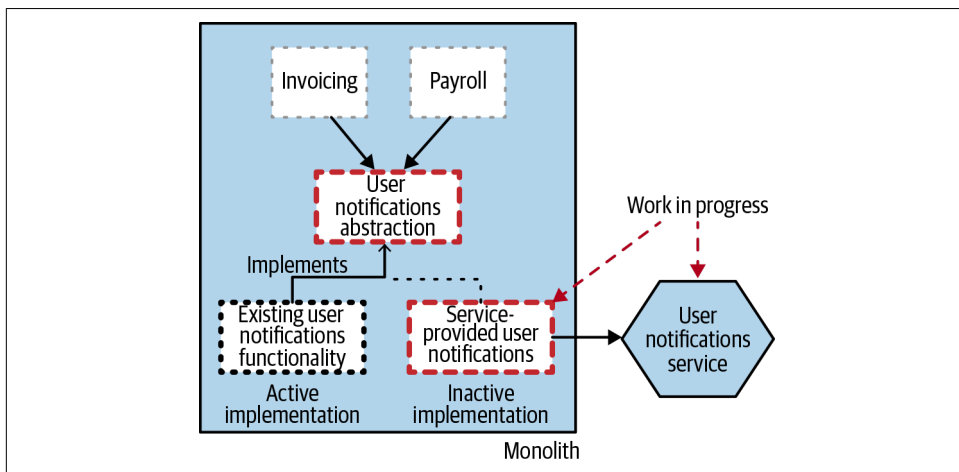 Invoicing
Payroll
User
notifications
abstraction
Work in progress
Implements
Existing user
notifications
functionality
Service-
provided user
notifications
User
notifications
service
Active
implementation
Inactive
implementation
Monolith